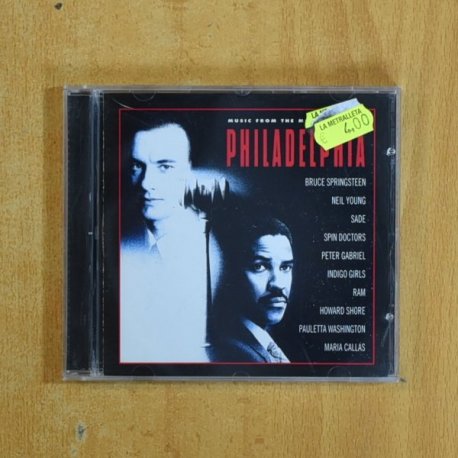 LA METRALLETA
€ 4,00
MUSIC FROM THE
PHILADELPHIA
BRUCE SPRINGSTEEN
NEIL YOUNG
SADE
SPIN DOCTORS
PETER GABRIEL
INDIGO GIRLS
RAM
HOWARD SHORE
PAULETTA WASHINGTON
MARIA CALLAS